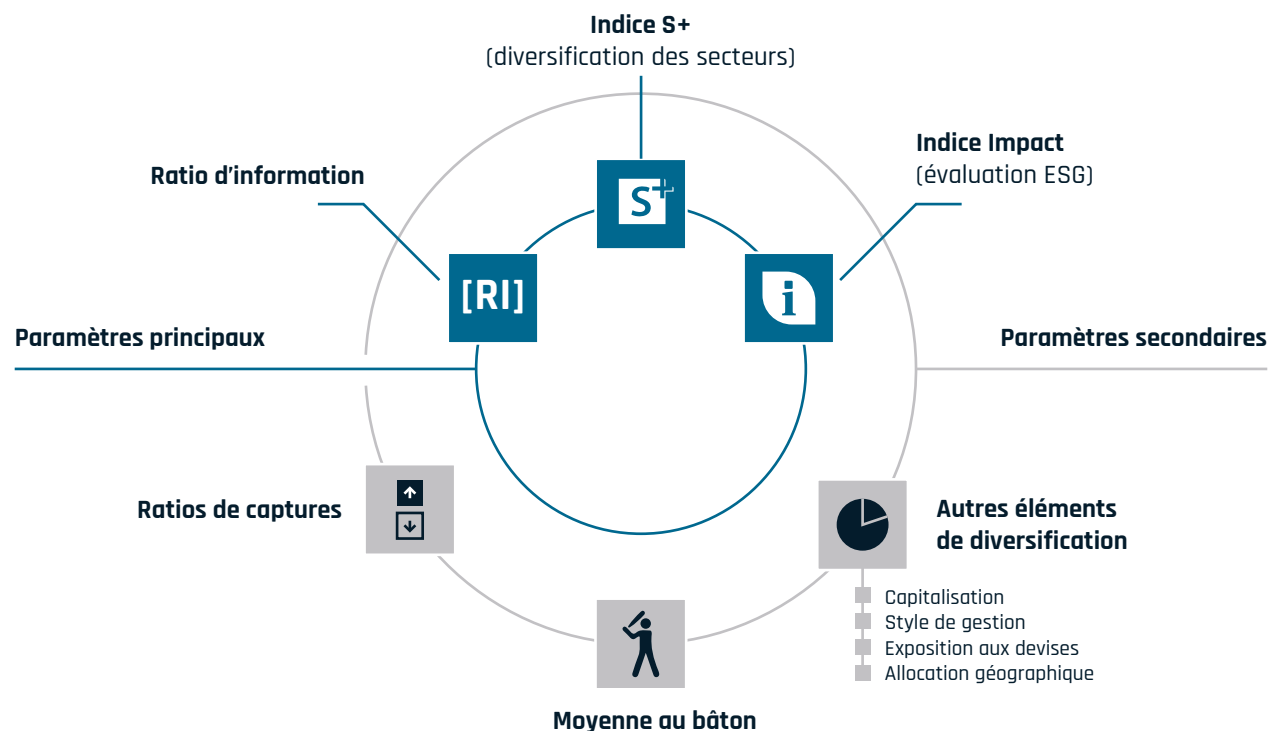 Indice S+
(diversification des secteurs)
Indice Impact
(évaluation ESG)
Ratio d’information
S+
[RI]
i
Paramètres principaux
Paramètres secondaires
Ratios de captures
Autres éléments
de diversification
Capitalisation
Style de gestion
Exposition aux devises
Allocation géographique
Moyenne au bâton